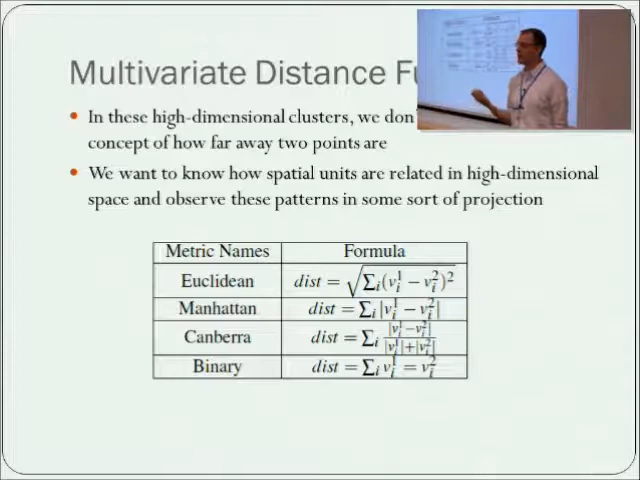 Multivariate Distance Fu
In these high-dimensional clusters, we don
concept of how far away two points are
We want to know how spatial units are related in high-dimensional
space and observe these patterns in some sort of projection
Metric Names Formula
Euclidean dist = √∑ᵢ(vᵢ¹ − vᵢ²)²
Manhattan dist = ∑ᵢ|vᵢ¹ − vᵢ²|
Canberra dist = ∑ᵢ |vᵢ¹−vᵢ²| / |vᵢ¹|+|vᵢ²|
Binary dist = ∑ᵢ vᵢ¹ = vᵢ²